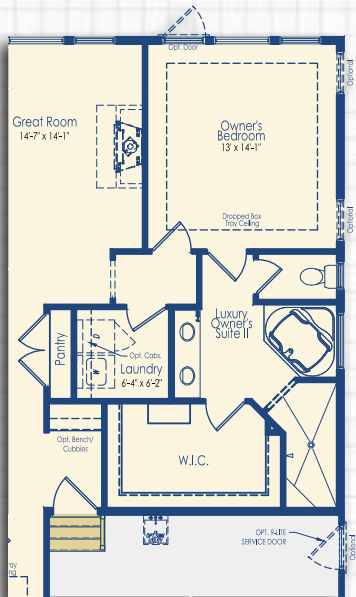 Opt. Door
Optional
Great Room
14'-7" x 14'-1"
Owner's
Bedroom
13' x 14'-1"
Dropped Box
Tray Ceiling
Optional
Luxury
Owner's
Suite II
Pantry
D
W
Opt. Cabs.
Laundry
6'-4" x 6'-2"
Opt. Bench/
Cubbies
W.I.C.
OPT. 9-LITE
SERVICE DOOR
Optional